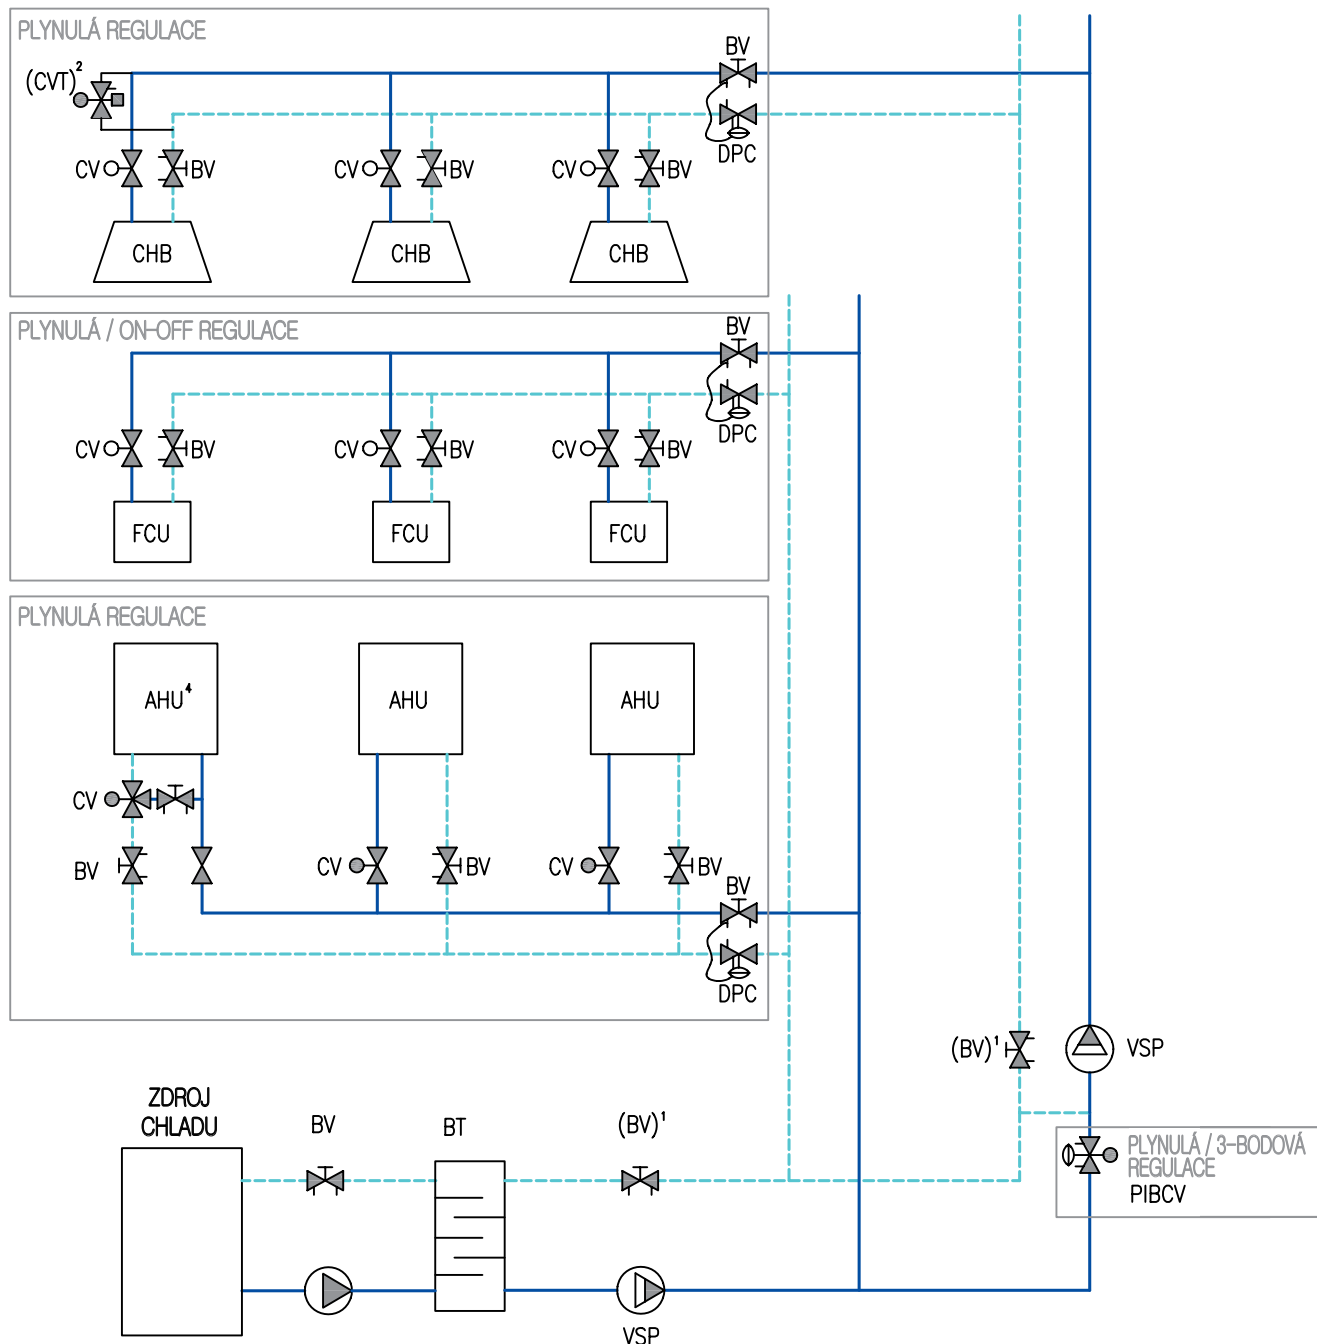 PLYNULÁ REGULACE
(CVT)²
BV
DPC
CV BV CV BV CV BV
CHB CHB CHB
PLYNULÁ / ON-OFF REGULACE
BV
DPC
CV BV CV BV CV BV
FCU FCU FCU
PLYNULÁ REGULACE
AHU⁴ AHU AHU
CV
BV CV BV CV BV
BV
DPC
(BV)¹ VSP
ZDROJ
CHLADU
BV BT (BV)¹
PLYNULÁ / 3-BODOVÁ
REGULACE
PIBCV
VSP